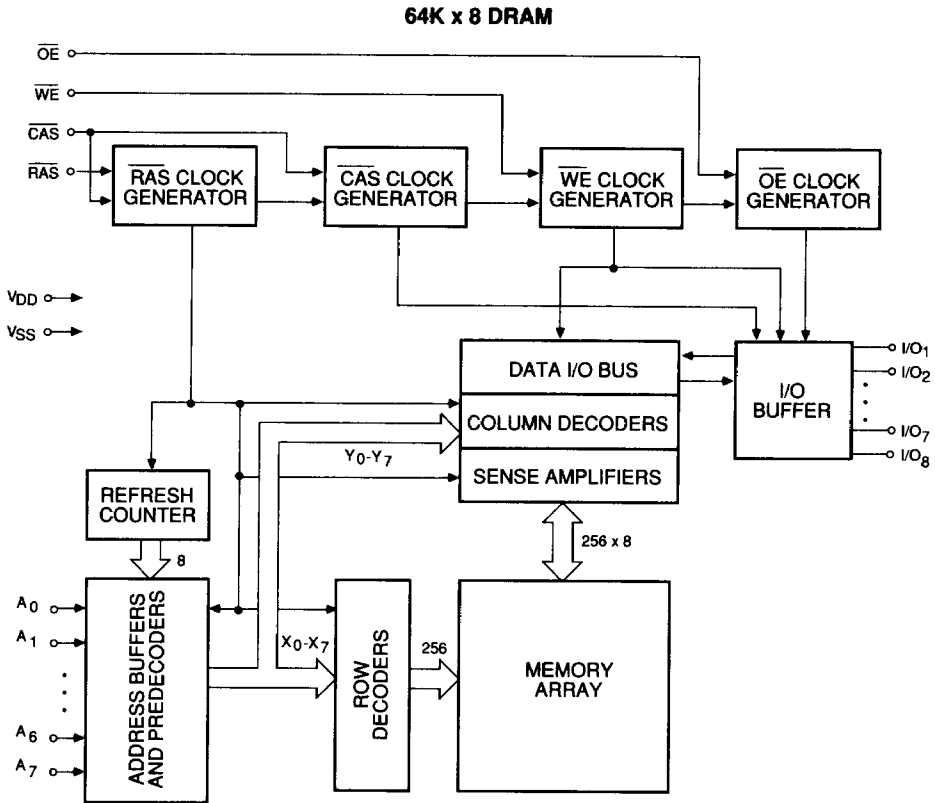 64K x 8 DRAM
OE
WE
CAS
RAS
RAS CLOCK
GENERATOR
CAS CLOCK
GENERATOR
WE CLOCK
GENERATOR
OE CLOCK
GENERATOR
VDD
VSS
DATA I/O BUS
COLUMN DECODERS
SENSE AMPLIFIERS
I/O
BUFFER
I/O1
I/O2
I/O7
I/O8
Y0-Y7
REFRESH
COUNTER
8
256 x 8
A0
A1
A6
A7
ADDRESS BUFFERS
AND PREDECODERS
X0-X7
ROW
DECODERS
256
MEMORY
ARRAY